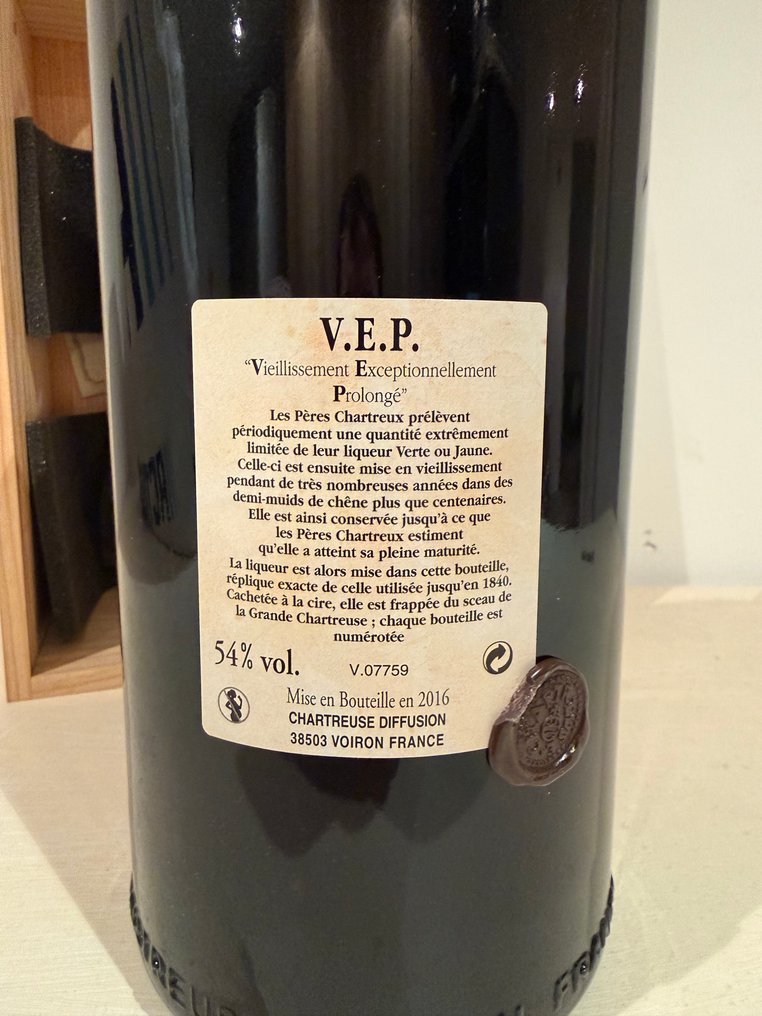 V.E.P.
“Vieillissement Exceptionnellement
Prolongé”
Les Pères Chartreux prélèvent
périodiquement une quantité extrêmement
limitée de leur liqueur Verte ou Jaune.
Celle-ci est ensuite mise en vieillissement
pendant de très nombreuses années dans des
demi-muids de chêne plus que centenaires.
Elle est ainsi conservée jusqu'à ce que
les Pères Chartreux estiment
qu'elle a atteint sa pleine maturité.
La liqueur est alors mise dans cette bouteille,
réplique exacte de celle utilisée jusqu'en 1840.
Cachetée à la cire, elle est frappée du sceau de
la Grande Chartreuse ; chaque bouteille est
numérotée
54% vol.
V.07759
Mise en Bouteille en 2016
CHARTREUSE DIFFUSION
38503 VOIRON FRANCE